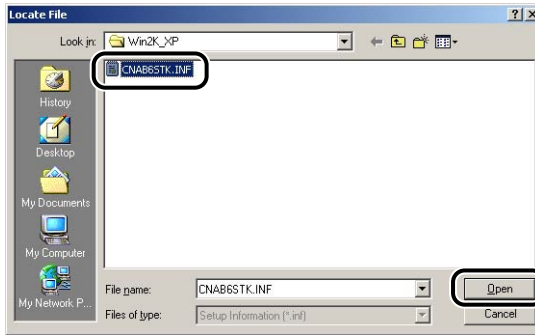 Locate File
Look in: Win2K_XP
CNAB6STK.INF
History
Desktop
My Documents
My Computer
My Network P...
File name: CNAB6STK.INF Open
Files of type: Setup Information (*.inf) Cancel